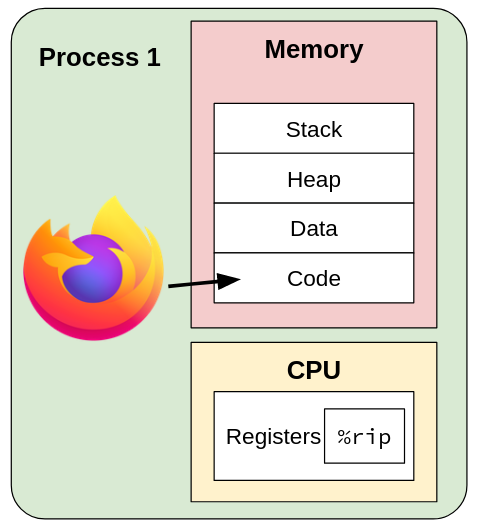 Process 1
Memory
Stack
Heap
Data
Code
CPU
Registers
%rip